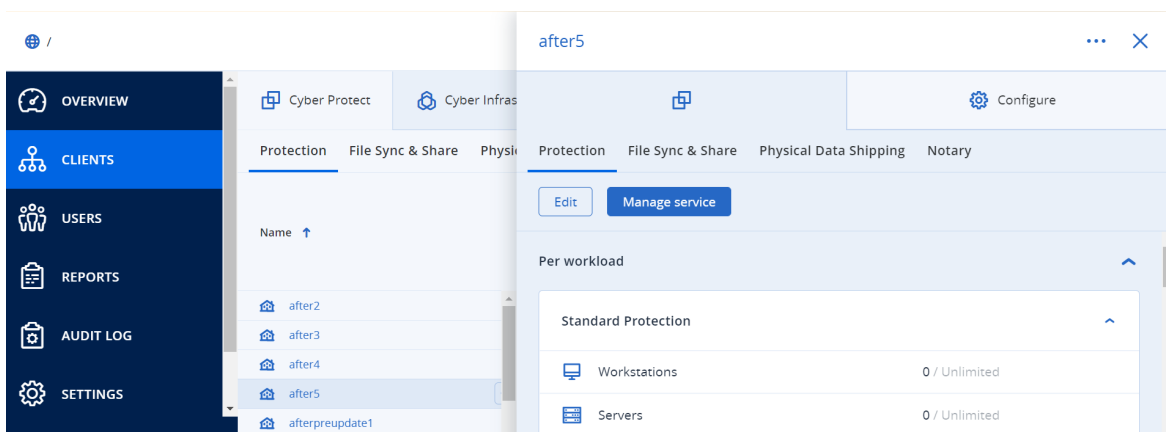 /
after5
OVERVIEW
Cyber Protect
Cyber Infras
Configure
CLIENTS
Protection File Sync & Share Physi
Protection File Sync & Share Physical Data Shipping Notary
USERS
Edit Manage service
Name
Per workload
REPORTS
after2
Standard Protection
AUDIT LOG
after3
after4
Workstations 0 / Unlimited
SETTINGS
after5
Servers 0 / Unlimited
afterpreupdate1